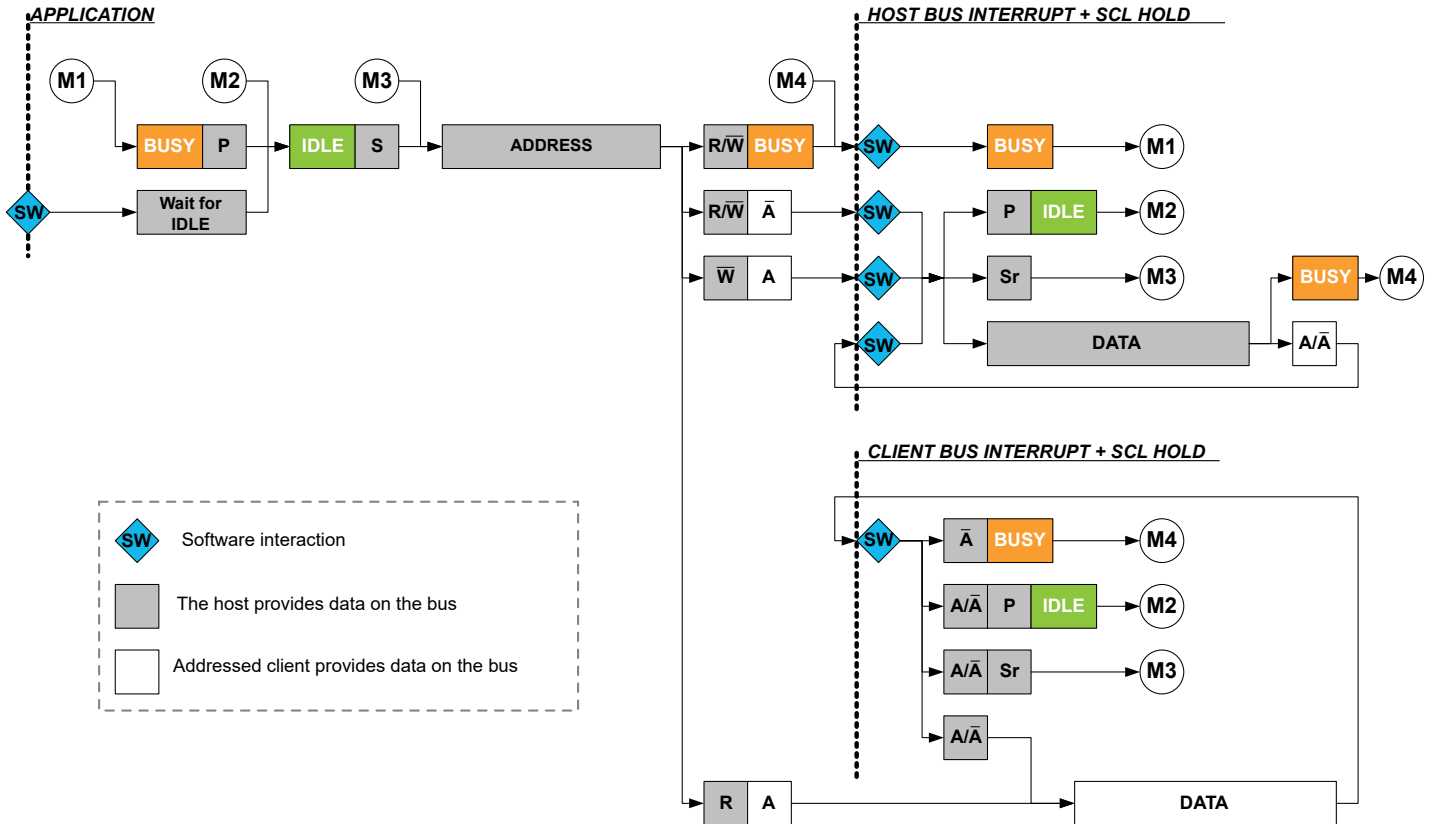 APPLICATION
HOST BUS INTERRUPT + SCL HOLD
M1
M2
M3
M4
BUSY P
IDLE S
ADDRESS
R/W̅ BUSY
SW
BUSY
M1
SW
Wait for
IDLE
R/W̅ A̅
SW
P IDLE
M2
W̅ A
SW
Sr
M3
BUSY
M4
SW
DATA
A/A̅
CLIENT BUS INTERRUPT + SCL HOLD
SW
A̅ BUSY
M4
A/A̅ P IDLE
M2
A/A̅ Sr
M3
A/A̅
R A
DATA
SW
Software interaction
The host provides data on the bus
Addressed client provides data on the bus